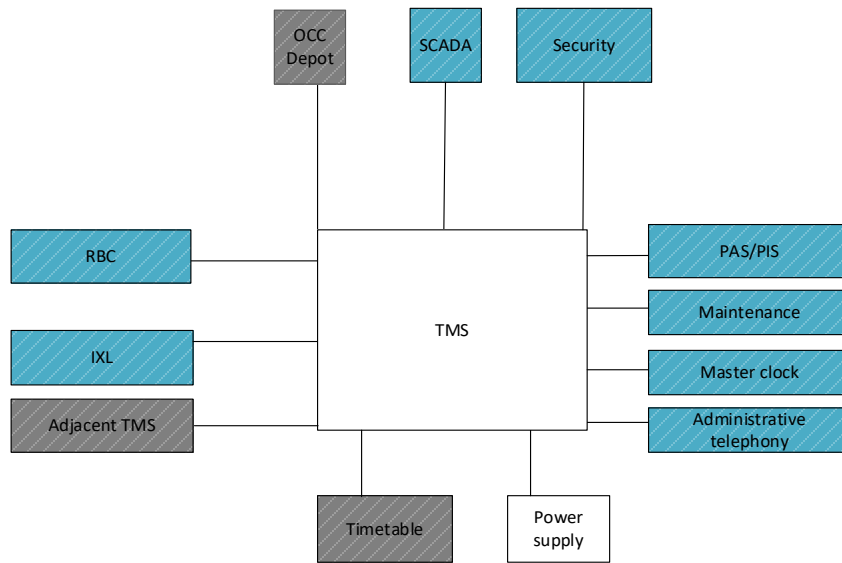 OCC
Depot
SCADA
Security
RBC
PAS/PIS
Maintenance
TMS
IXL
Master clock
Adjacent TMS
Administrative
telephony
Timetable
Power
supply